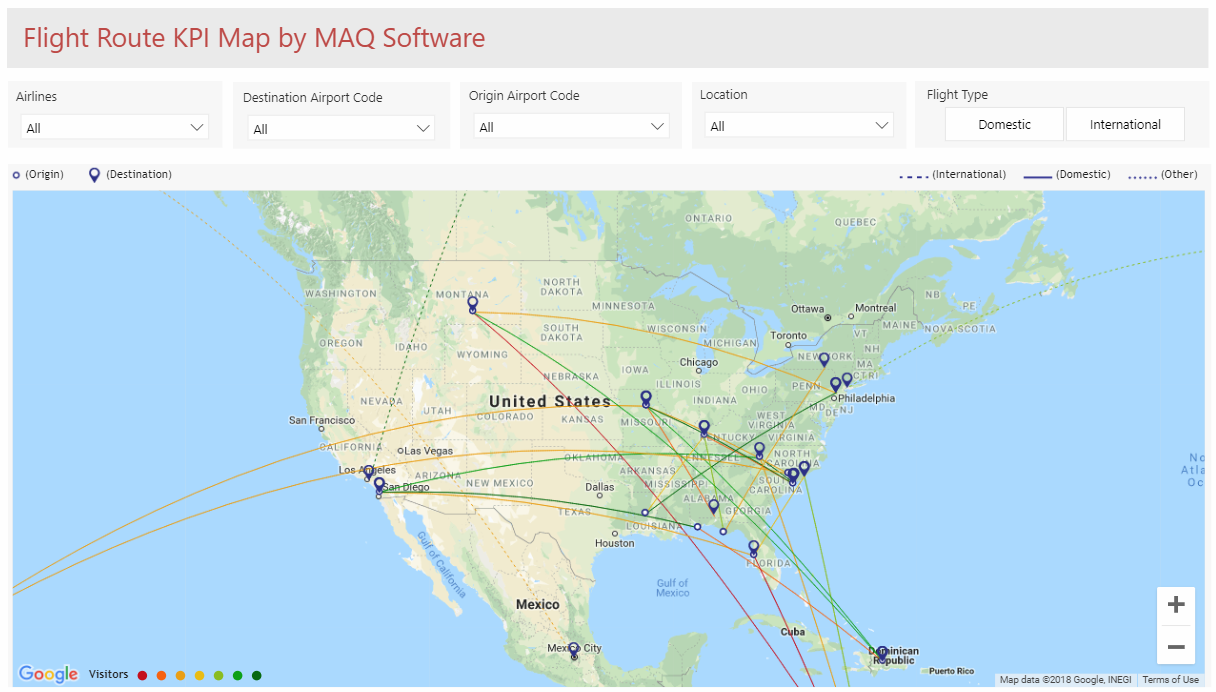 Flight Route KPI Map by MAQ Software
Airlines
All
Destination Airport Code
All
Origin Airport Code
All
Location
All
Flight Type
Domestic
International
(Origin)
(Destination)
(International)
(Domestic)
(Other)
ONTARIO
QUEBEC
WASHINGTON
MONTANA
NORTH
DAKOTA
MINNESOTA
Ottawa
Montreal
NB
PE
NOVA SCOTIA
MAINE
OREGON
IDAHO
SOUTH
DAKOTA
WISCONSIN
MICHIGAN
Toronto
VT
NH
NEW YORK
MA
CT
RI
WYOMING
Chicago
IOWA
NEBRASKA
ILLINOIS
INDIANA
OHIO
PENN
Philadelphia
MD
DE
NJ
NEVADA
UTAH
COLORADO
United States
KANSAS
MISSOURI
WEST
VIRGINIA
KENTUCKY
VIRGINIA
San Francisco
CALIFORNIA
Las Vegas
Los Angeles
ARIZONA
NEW MEXICO
OKLAHOMA
ARKANSAS
TENNESSEE
NORTH
CAROLINA
San Diego
Dallas
MISSISSIPPI
ALABAMA
SOUTH
CAROLINA
GEORGIA
TEXAS
LOUISIANA
Houston
FLORIDA
No
Atla
Oc
Gulf of
California
Gulf of
Mexico
Mexico
Mexico City
Cuba
Dominican
Republic
Puerto Rico
+
−
Google
Visitors
Map data ©2018 Google, INEGI
Terms of Use